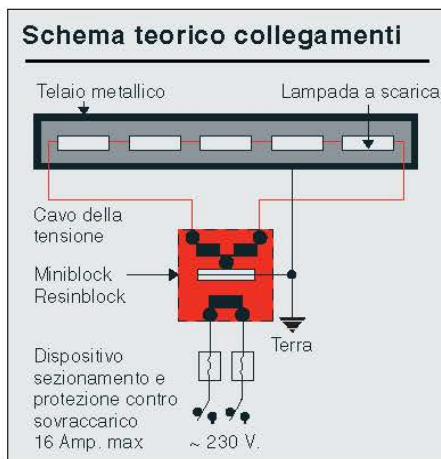 Schema teorico collegamenti
Telaio metallico
Lampada a scarica
Cavo della
tensione
Miniblock
Resinblock
Terra
Dispositivo
sezionamento e
protezione contro
sovraccarico
16 Amp. max
~ 230 V.